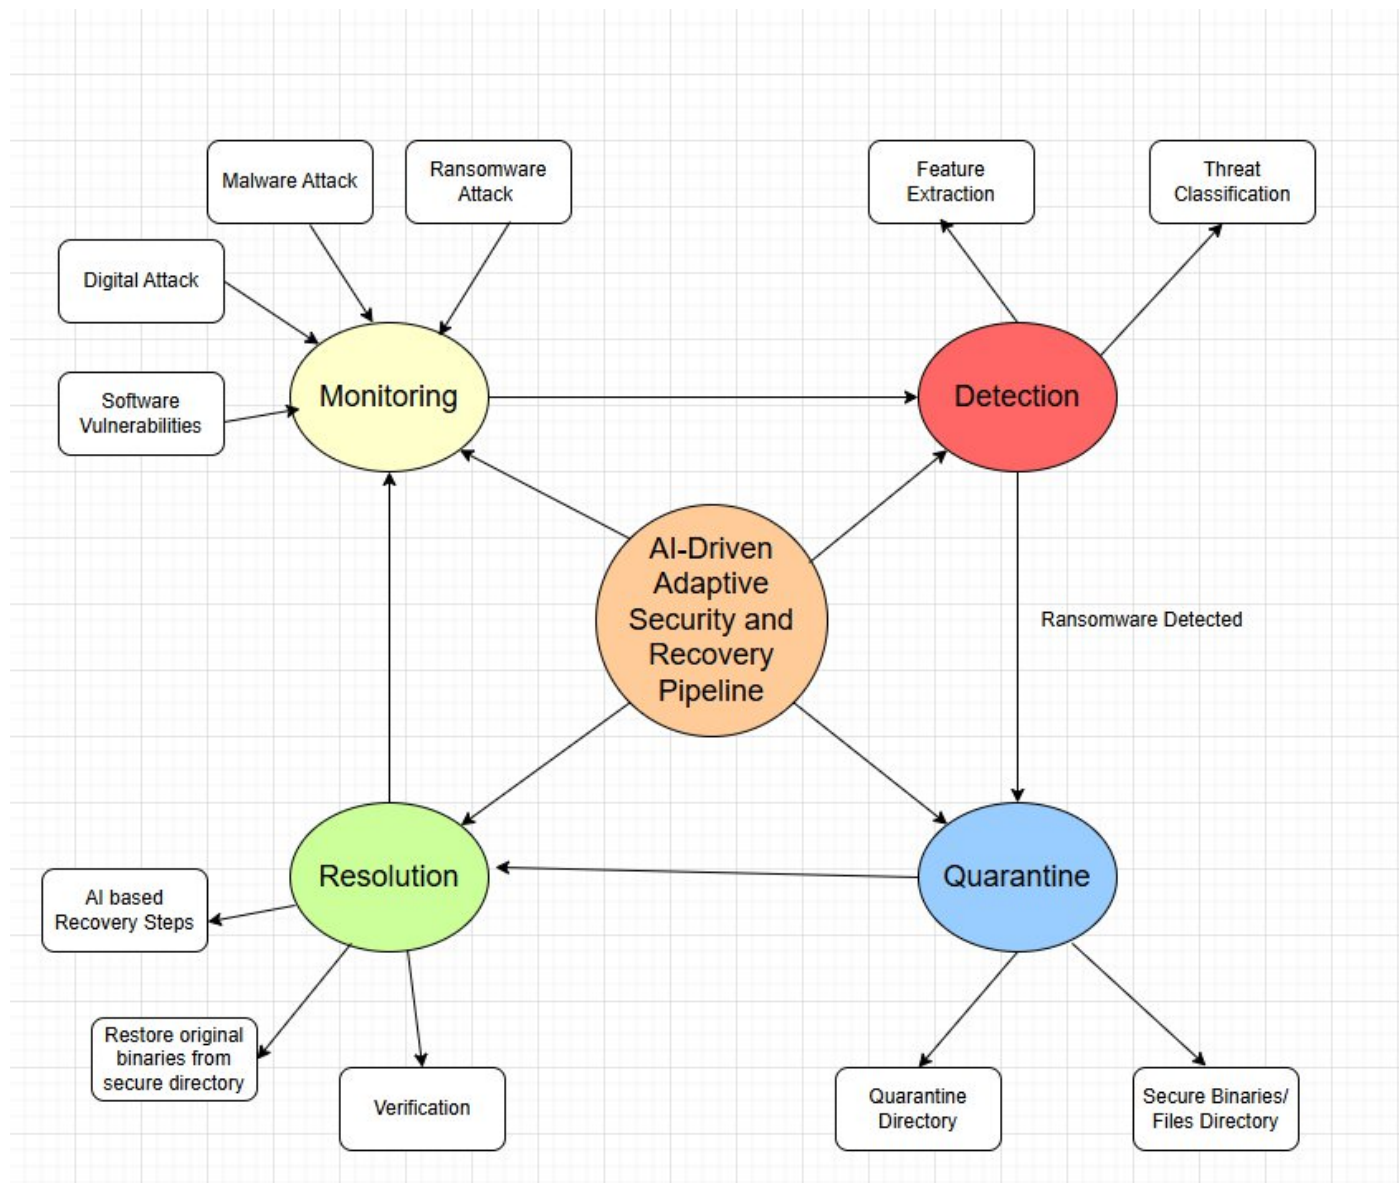 Malware Attack
Ransomware
Attack
Feature
Extraction
Threat
Classification
Digital Attack
Software
Vulnerabilities
Monitoring
Detection
AI-Driven
Adaptive
Security and
Recovery
Pipeline
Ransomware Detected
Resolution
Quarantine
AI based
Recovery Steps
Restore original
binaries from
secure directory
Verification
Quarantine
Directory
Secure Binaries/
Files Directory